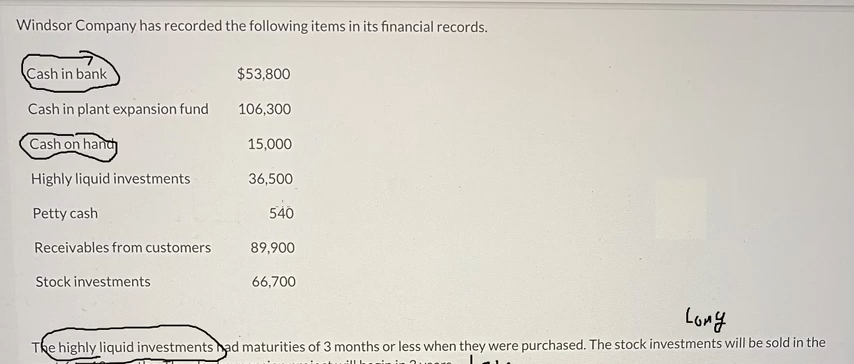 Windsor Company has recorded the following items in its financial records.
Cash in bank $53,800
Cash in plant expansion fund 106,300
Cash on hand 15,000
Highly liquid investments 36,500
Petty cash 540
Receivables from customers 89,900
Stock investments 66,700
Long
The highly liquid investments had maturities of 3 months or less when they were purchased. The stock investments will be sold in the